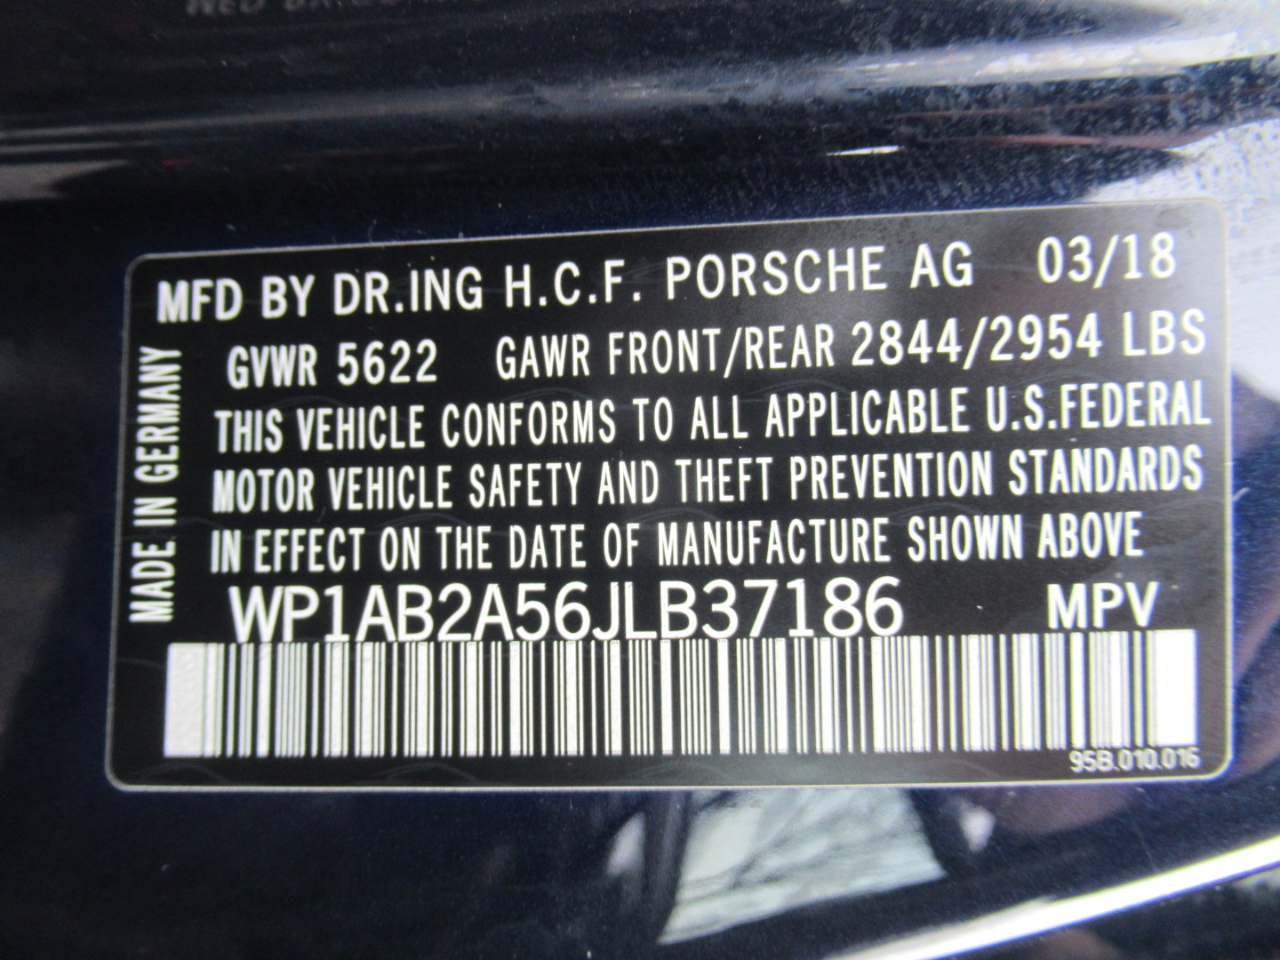 MFD BY DR.ING H.C.F. PORSCHE AG 03/18
GVWR 5622 GAWR FRONT/REAR 2844/2954 LBS
THIS VEHICLE CONFORMS TO ALL APPLICABLE U.S.FEDERAL
MOTOR VEHICLE SAFETY AND THEFT PREVENTION STANDARDS
IN EFFECT ON THE DATE OF MANUFACTURE SHOWN ABOVE
WP1AB2A56JLB37186 MPV
95B.010.016
MADE IN GERMANY